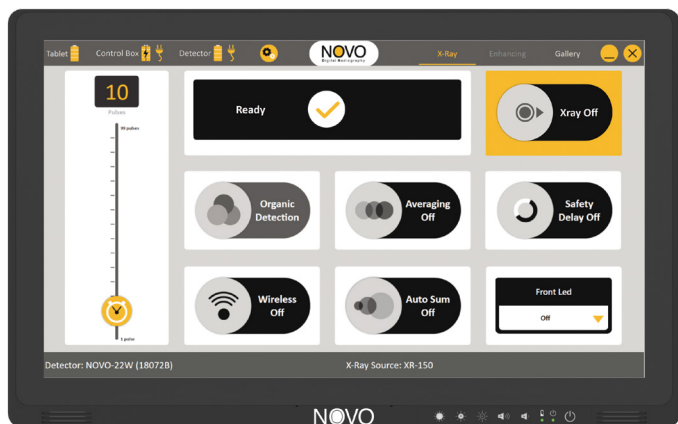 Tablet
Control Box
Detector
NOVO
Digital Radiography
X-Ray
Enhancing
Gallery
10
Pulses
99 pulses
1 pulse
Ready
Xray Off
Organic
Detection
Averaging
Off
Safety
Delay Off
Wireless
Off
Auto Sum
Off
Front Led
Off
Detector: NOVO-22W (18072B)
X-Ray Source: XR-150
NOVO